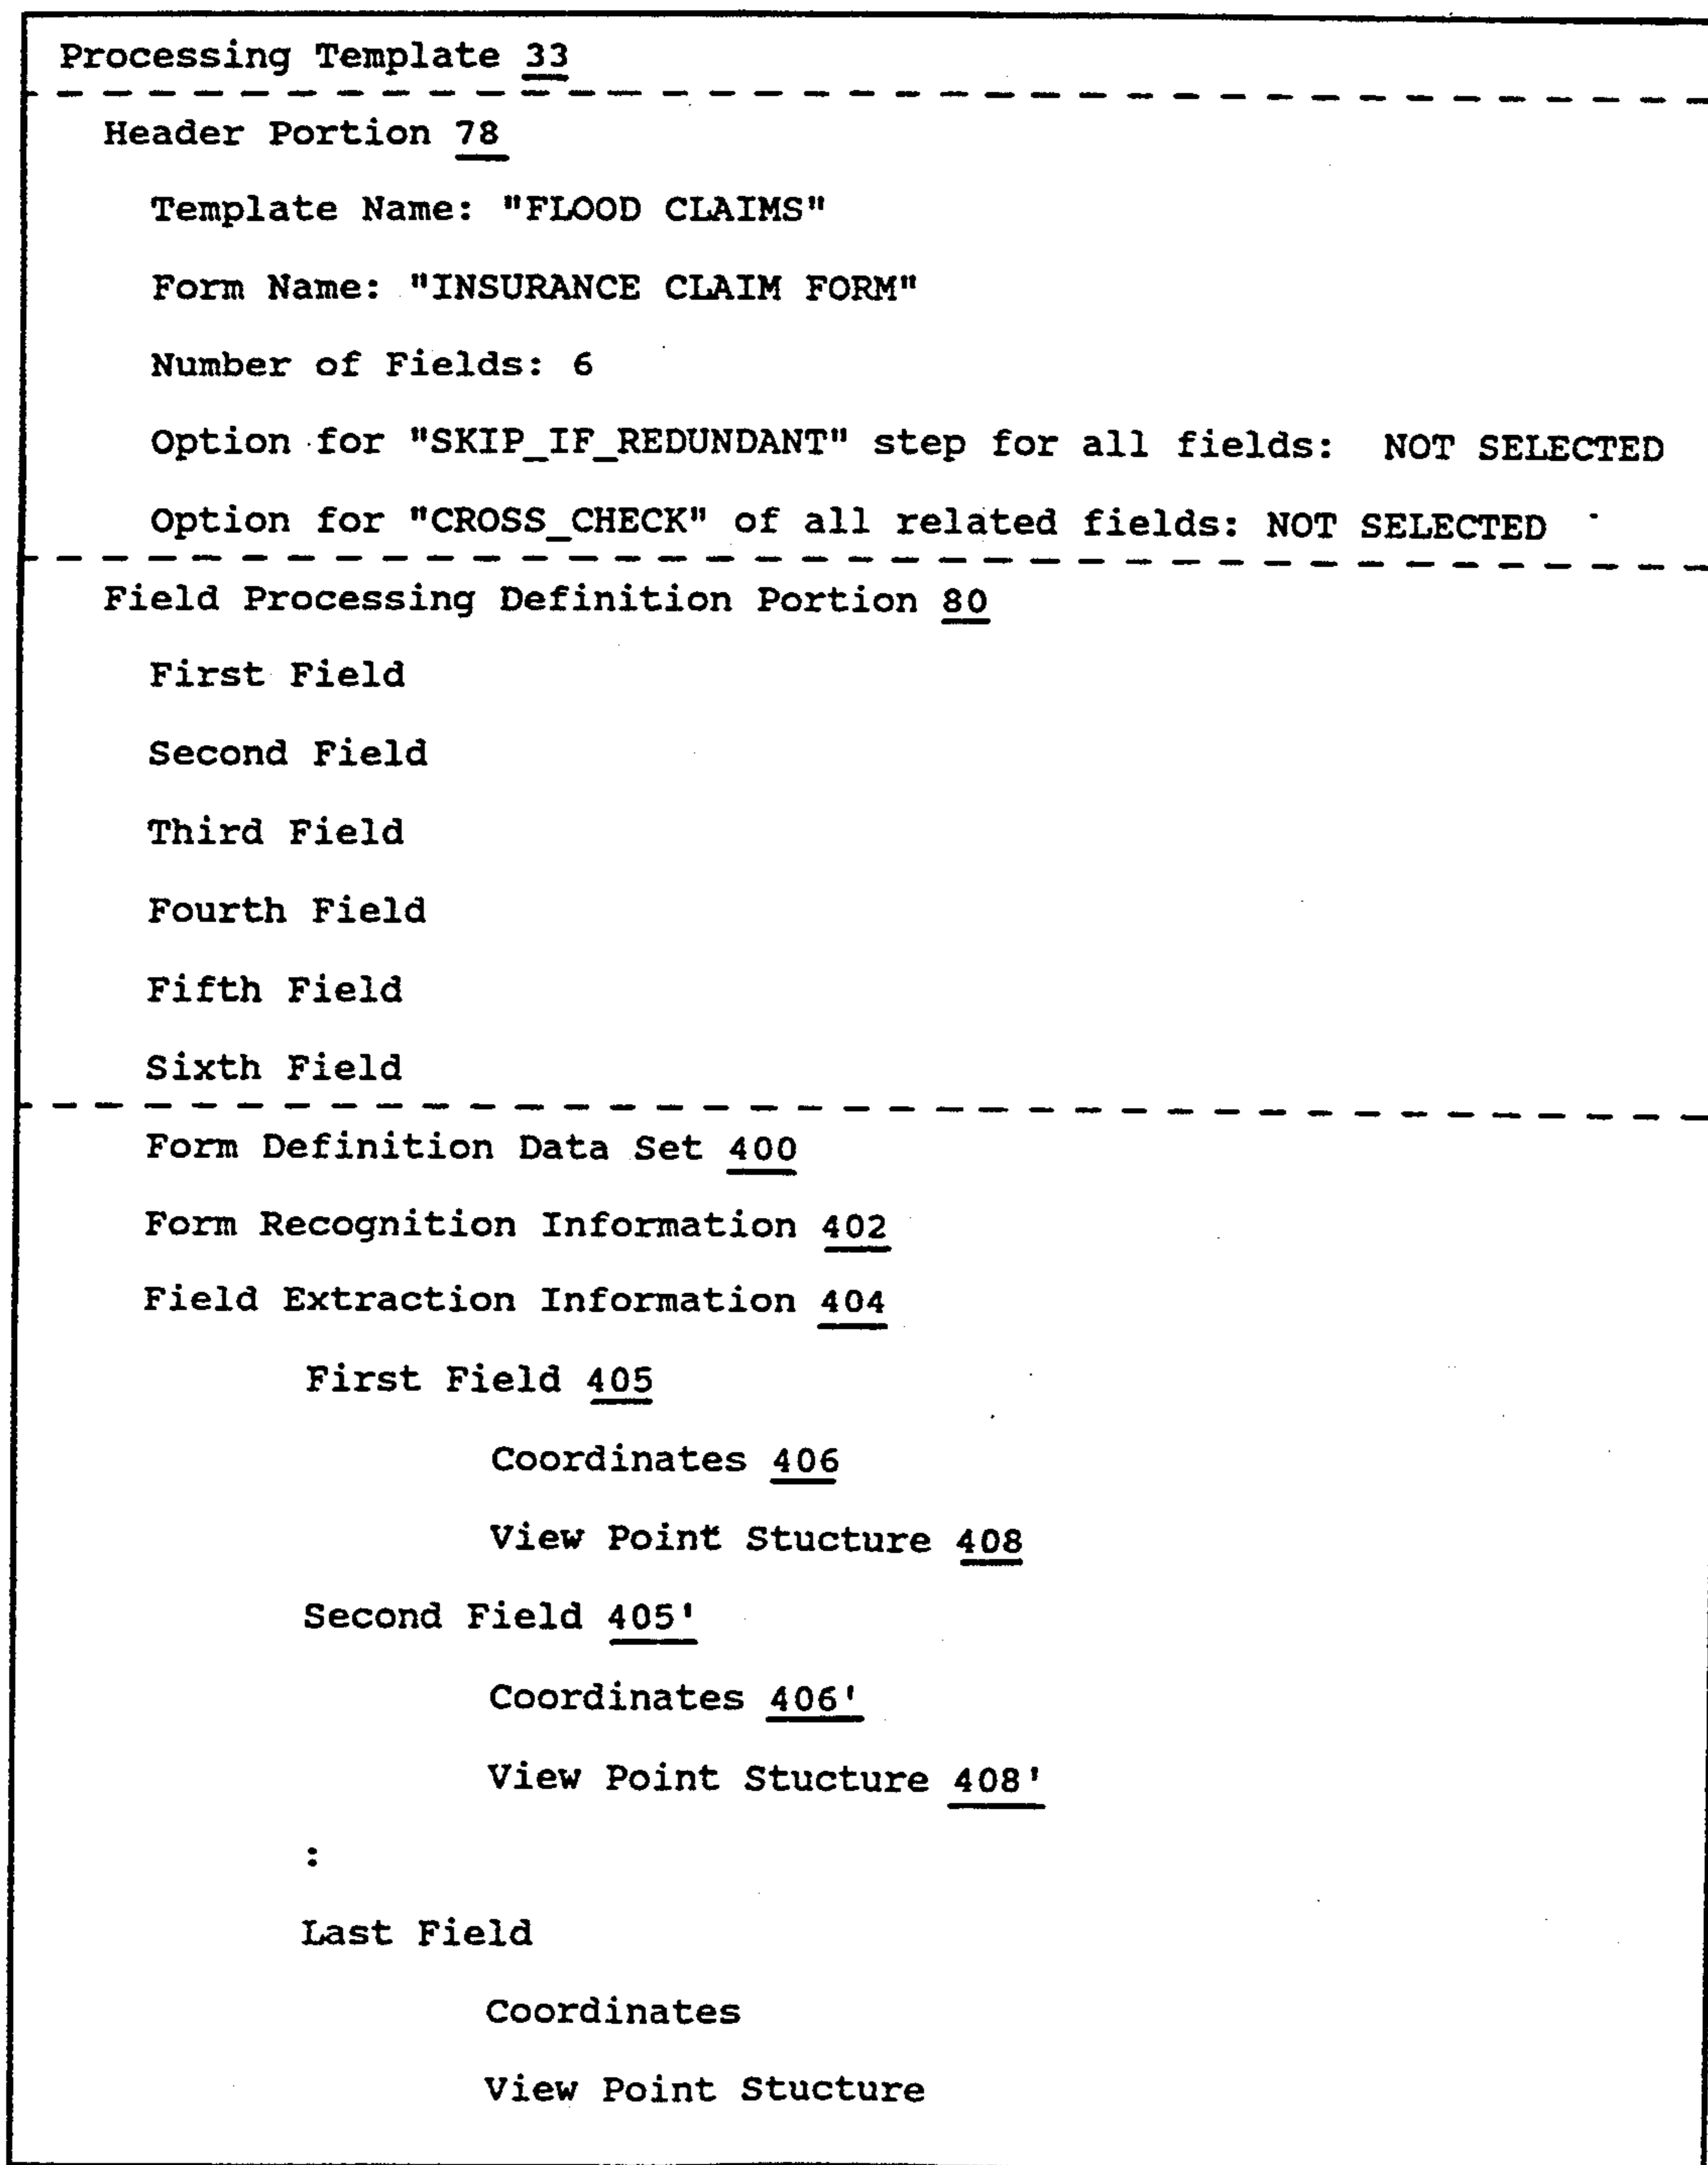 Processing Template 33
Header Portion 78
Template Name: "FLOOD CLAIMS"
Form Name: "INSURANCE CLAIM FORM"
Number of Fields: 6
Option for "SKIP_IF_REDUNDANT" step for all fields: NOT SELECTED
Option for "CROSS_CHECK" of all related fields: NOT SELECTED
Field Processing Definition Portion 80
First Field
Second Field
Third Field
Fourth Field
Fifth Field
Sixth Field
Form Definition Data Set 400
Form Recognition Information 402
Field Extraction Information 404
First Field 405
Coordinates 406
View Point Stucture 408
Second Field 405'
Coordinates 406'
View Point Stucture 408'
:
Last Field
Coordinates
View Point Stucture